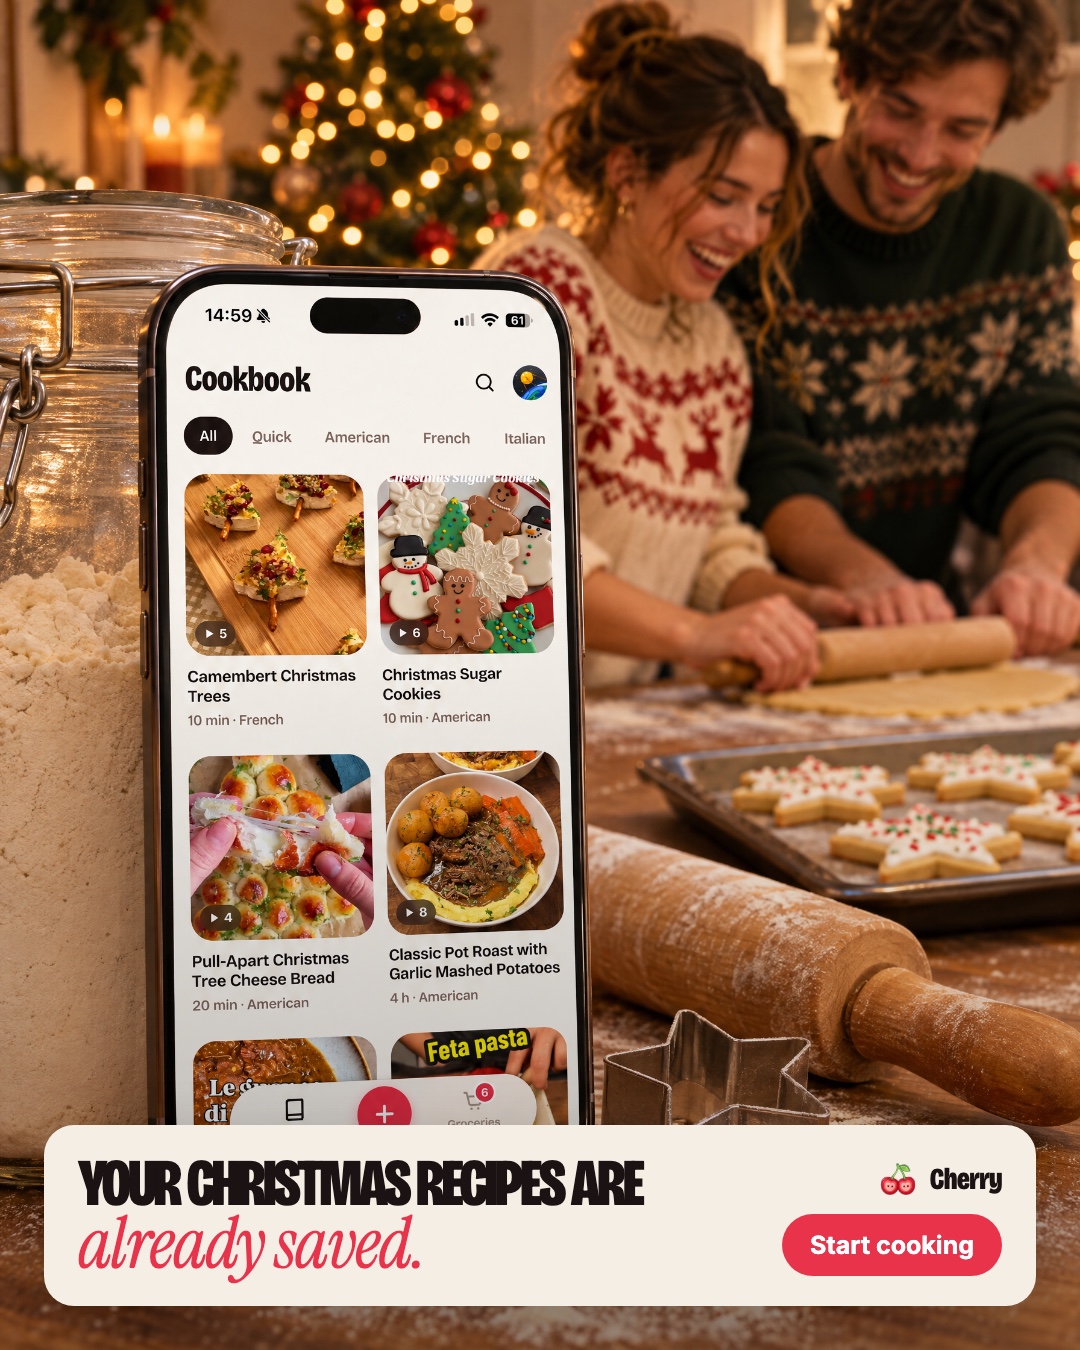 14:59
61
Cookbook
All
Quick
American
French
Italian
Christmas Sugar Cookies
5
6
Camembert Christmas
Trees
10 min · French
Christmas Sugar
Cookies
10 min · American
4
8
Pull-Apart Christmas
Tree Cheese Bread
20 min · American
Classic Pot Roast with
Garlic Mashed Potatoes
4 h · American
Le
di
Feta pasta
6
Groceries
YOUR CHRISTMAS RECIPES ARE
already saved.
Cherry
Start cooking